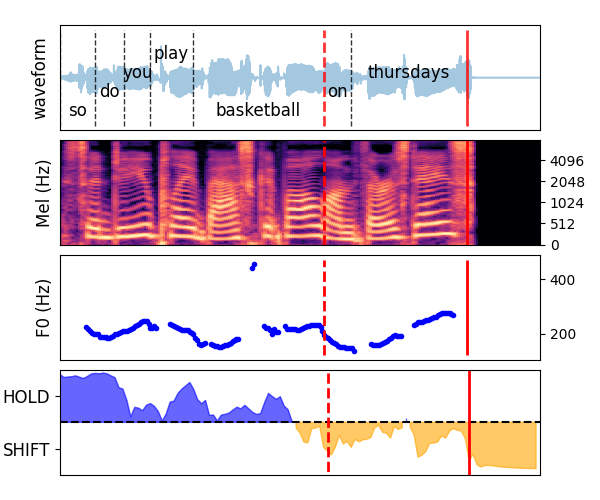 waveform
play
you
thursdays
do
on
so
basketball
Mel (Hz)
4096
2048
1024
512
0
F0 (Hz)
400
200
HOLD
SHIFT